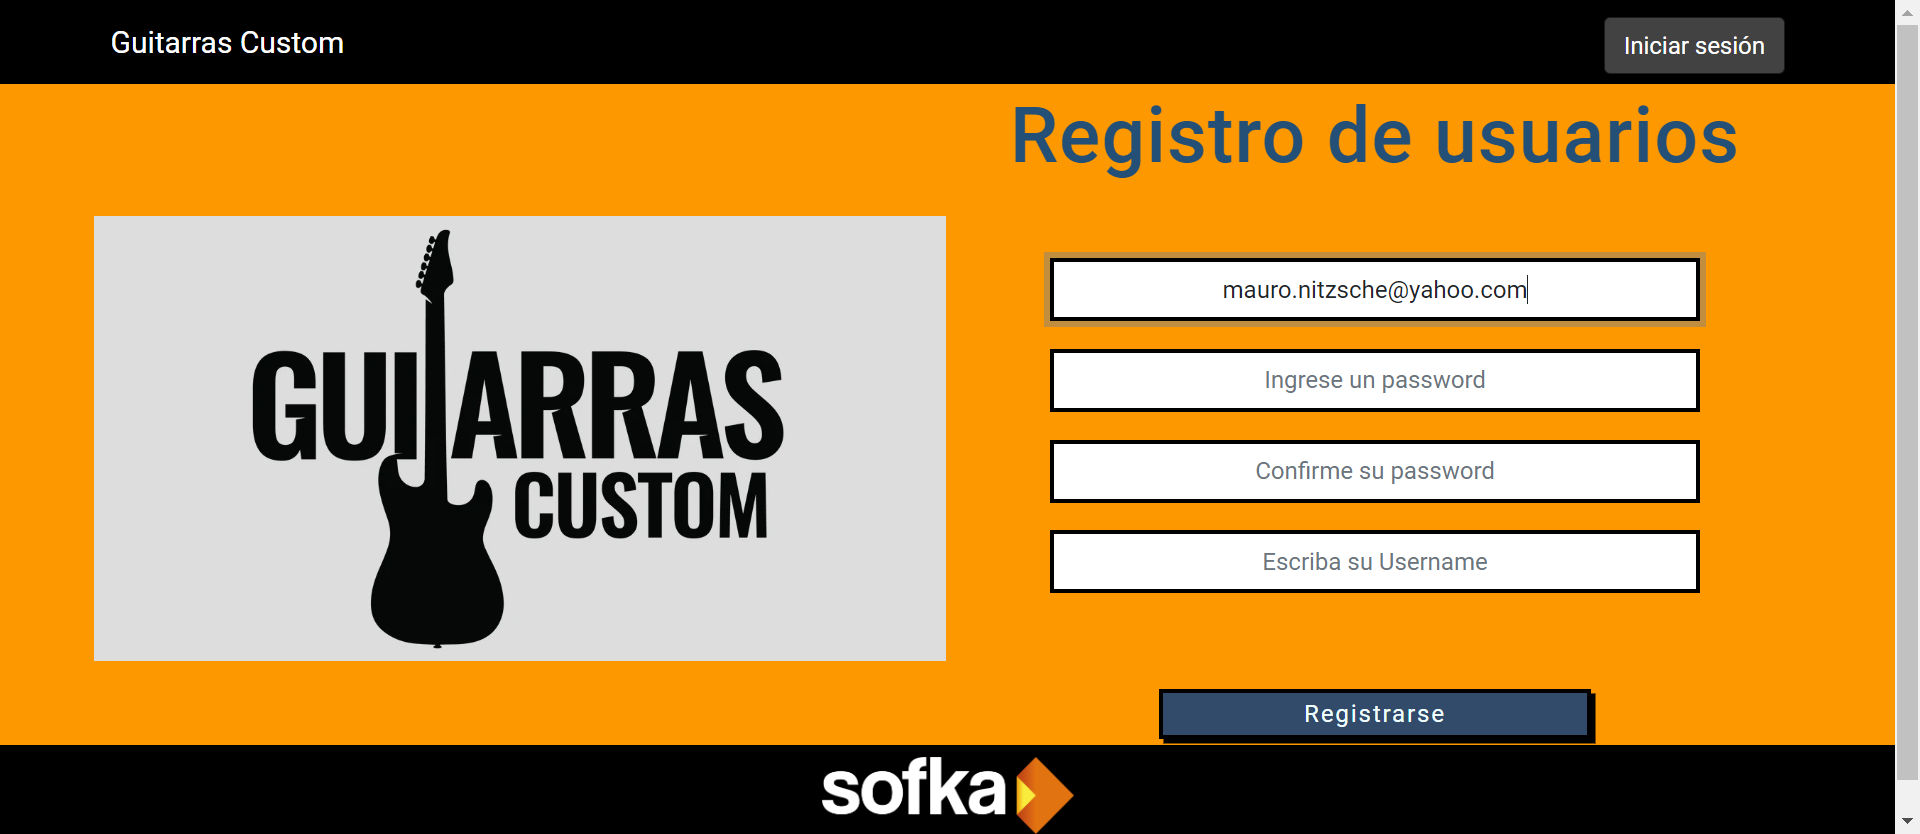 Guitarras Custom
Iniciar sesión
Registro de usuarios
GUITARRAS
CUSTOM
mauro.nitzsche@yahoo.com
Ingrese un password
Confirme su password
Escriba su Username
Registrarse
sofka